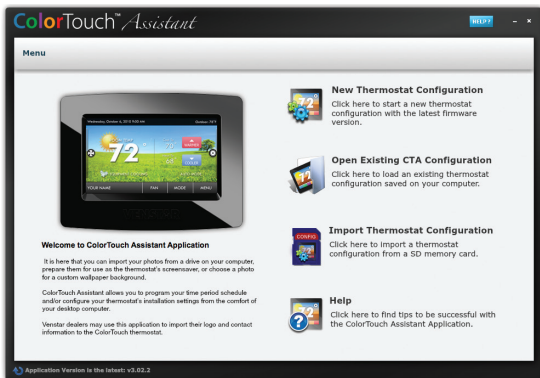 ColorTouch™ Assistant
HELP !
Menu
Wednesday, October 6, 2010 9:00 AM
Outdoor: 70°F
72°
YOUR NAME
FAN
MODE
MENU
Welcome to ColorTouch Assistant Application
It is here that you can import your photos from a drive on your computer,
prepare them for use as the thermostat's screensaver, or choose a photo
for a custom wallpaper background.
ColorTouch Assistant allows you to program your time period schedule
and/or configure your thermostat's installation settings from the comfort of
your desktop computer.
Venstar dealers may use this application to import their logo and contact
information to the ColorTouch thermostat.
72
New Thermostat Configuration
Click here to start a new thermostat
configuration with the latest firmware
version.
Open Existing CTA Configuration
Click here to load an existing thermostat
configuration saved on your computer.
CONFIG
Import Thermostat Configuration
Click here to import a thermostat
configuration from a SD memory card.
?
Help
Click here to find tips to be successful with
the ColorTouch Assistant Application.
Application Version is the latest: v3.02.2